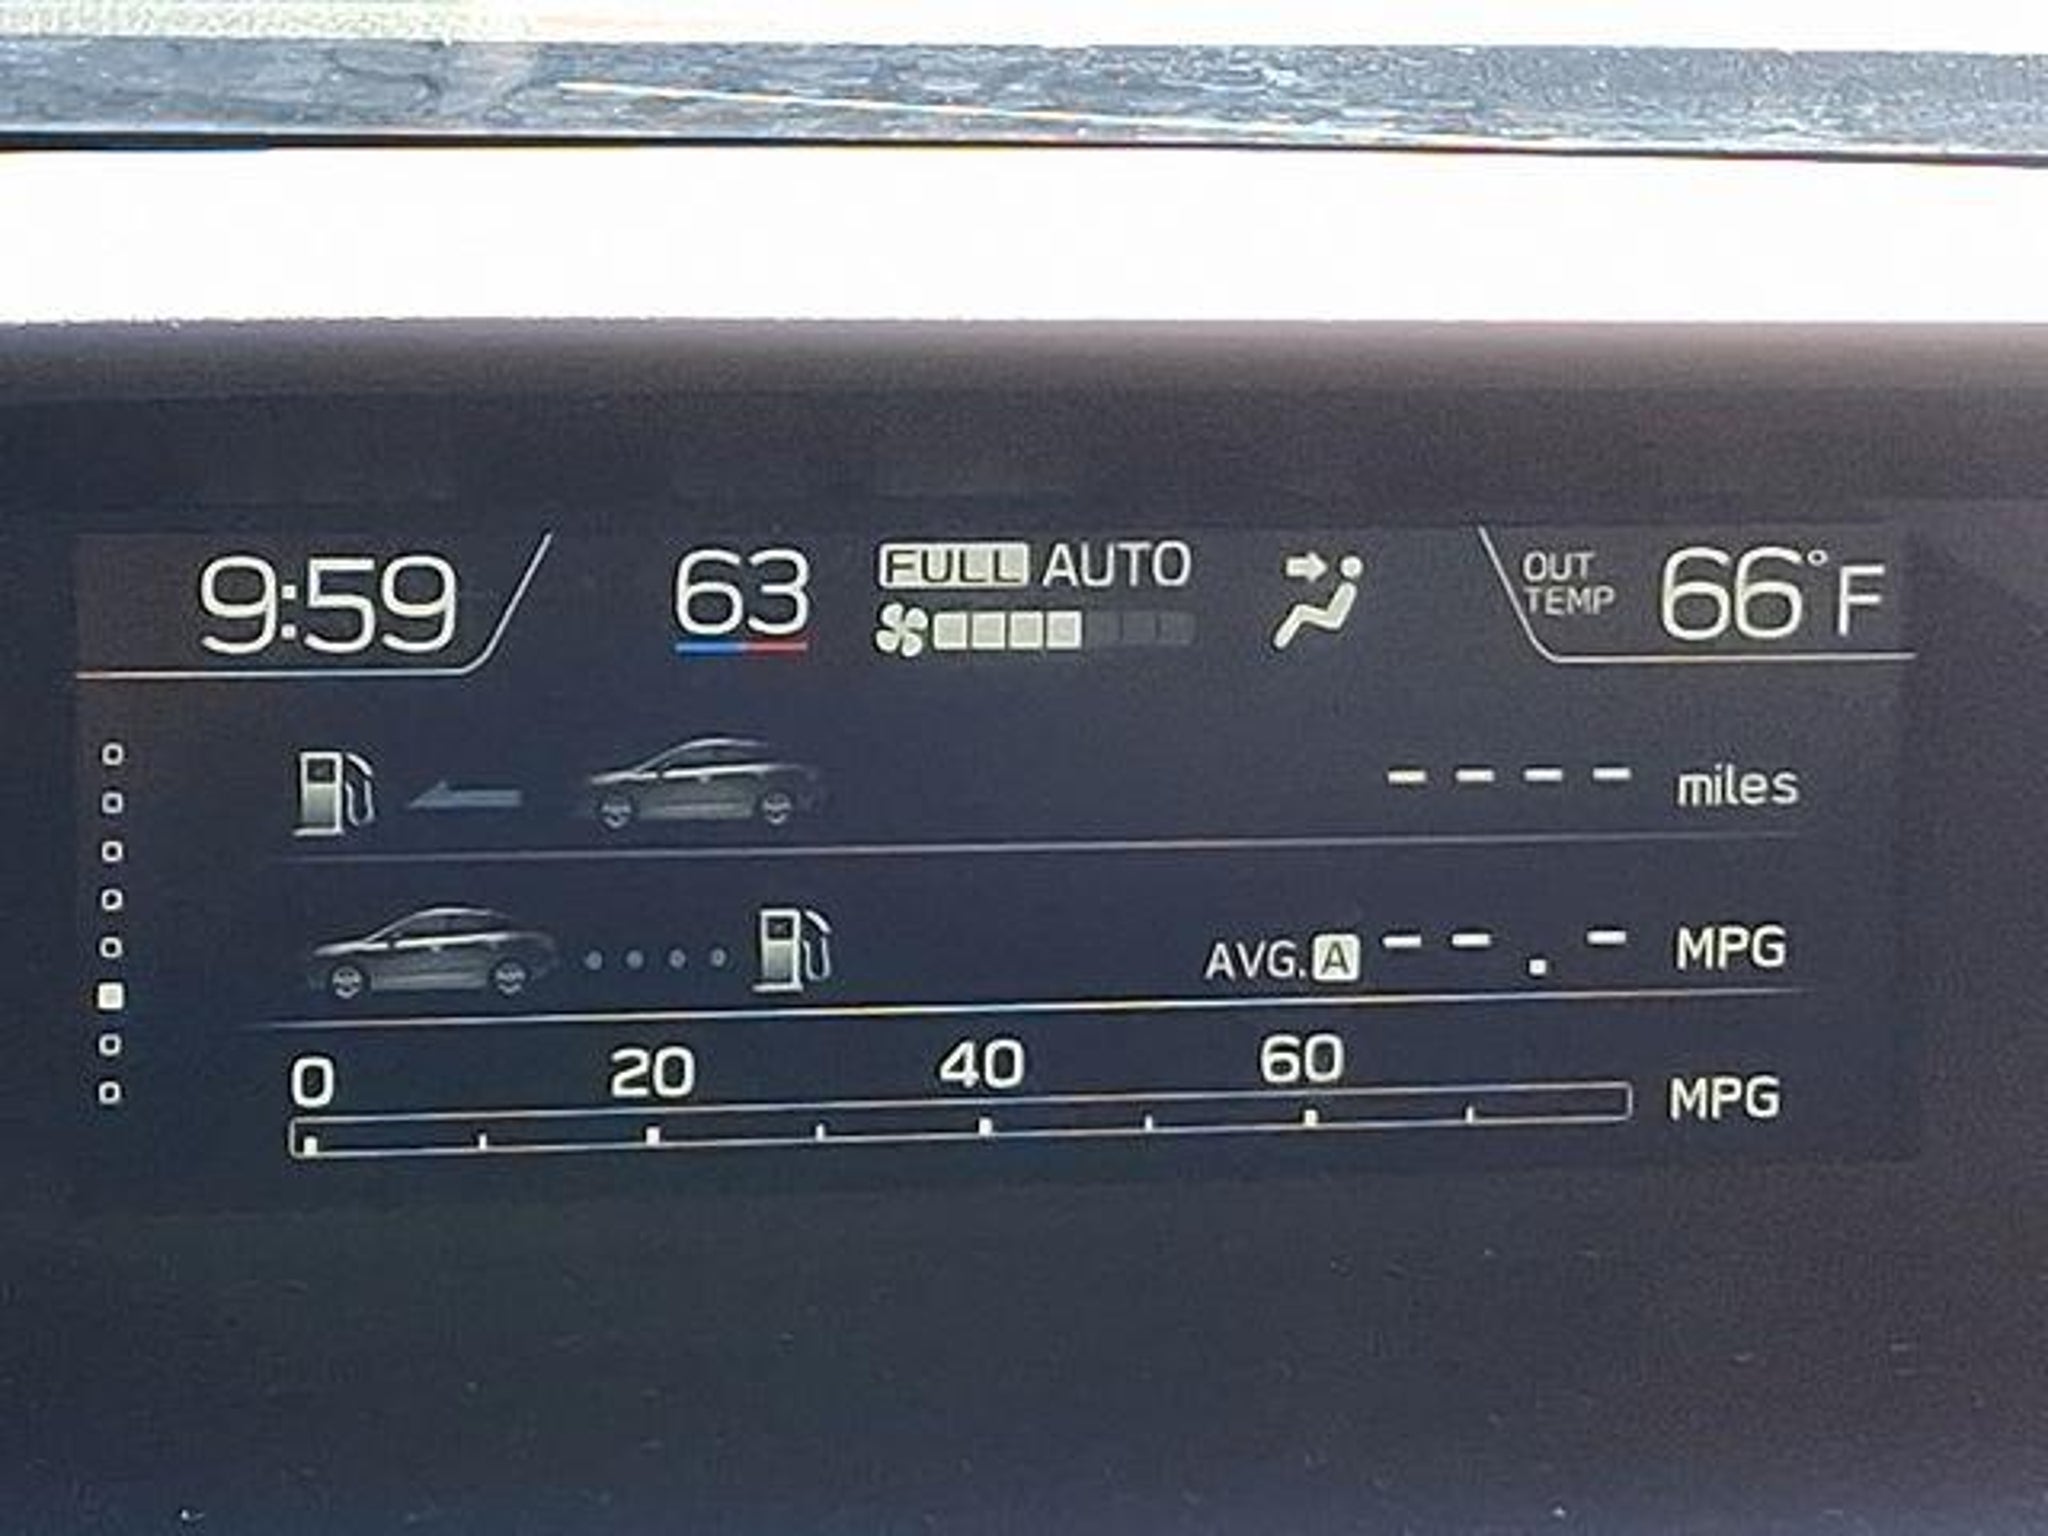 9:59 63 FULL AUTO OUT TEMP 66°F
---- miles
AVG. A --.- MPG
0 20 40 60
MPG